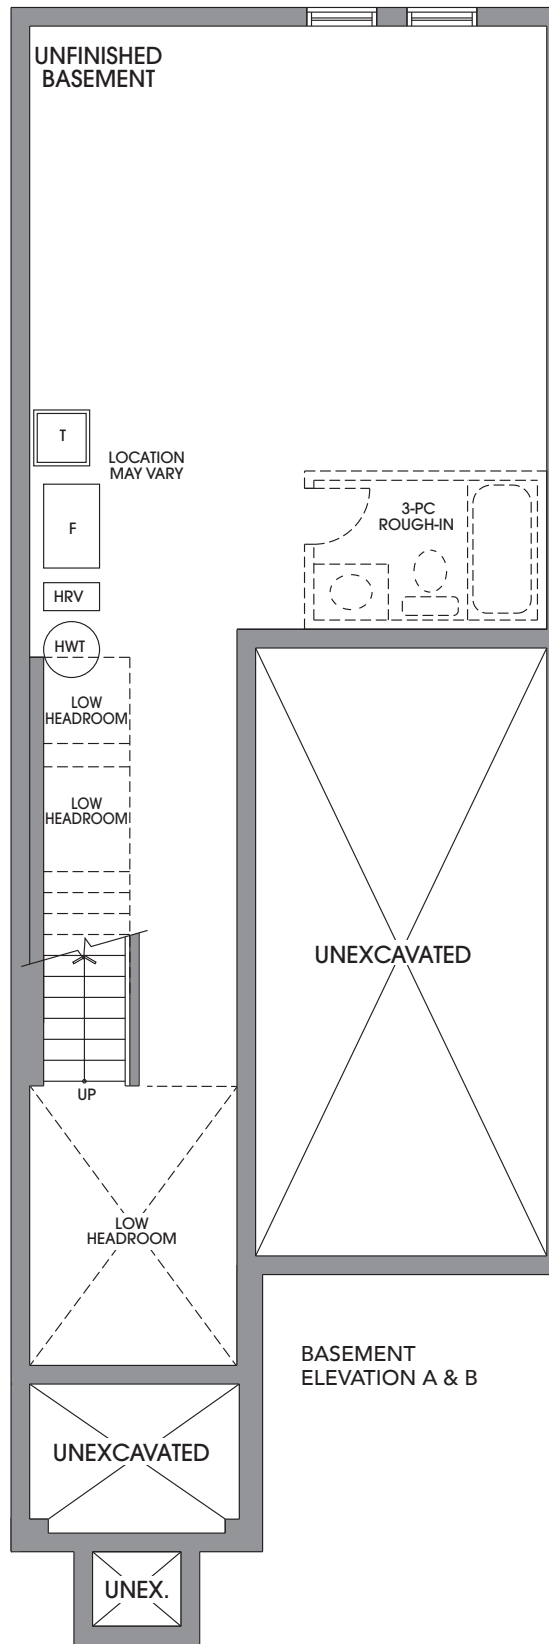 UNFINISHED
BASEMENT
T
LOCATION
MAY VARY
F
3-PC
ROUGH-IN
HRV
HWT
LOW
HEADROOM
LOW
HEADROOM
UNEXCAVATED
UP
LOW
HEADROOM
BASEMENT
ELEVATION A & B
UNEXCAVATED
UNEX.